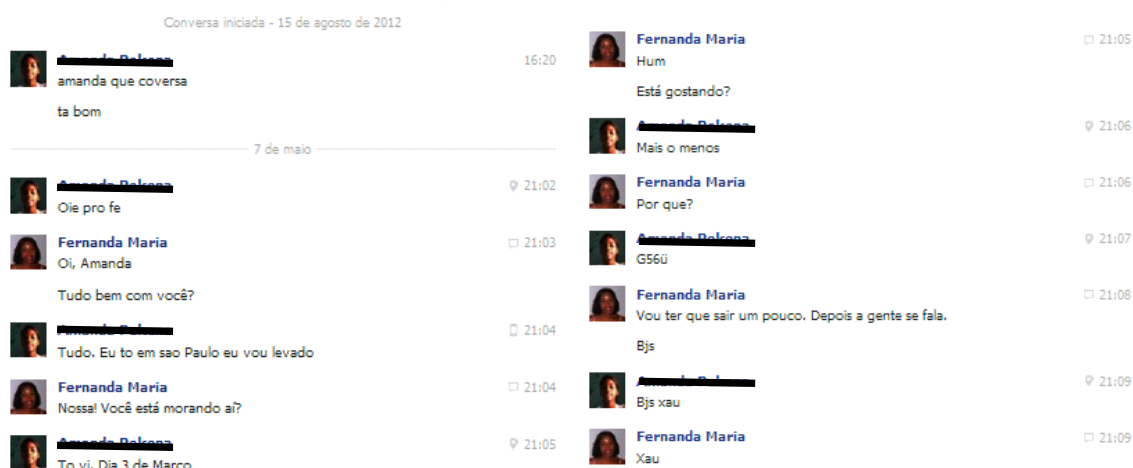 Conversa iniciada - 15 de agosto de 2012
16:20
amanda que coversa
ta bom
7 de maio
21:02
Oie pro fe
Fernanda Maria 21:03
Oi, Amanda
Tudo bem com você?
21:04
Tudo. Eu to em sao Paulo eu vou levado
Fernanda Maria 21:04
Nossa! Você está morando aí?
21:05
To vi. Dia 3 de Março
Fernanda Maria 21:05
Hum
Está gostando?
21:06
Mais o menos
Fernanda Maria 21:06
Por que?
21:07
G56ü
Fernanda Maria 21:08
Vou ter que sair um pouco. Depois a gente se fala.
Bjs
21:09
Bjs xau
Fernanda Maria 21:09
Xau